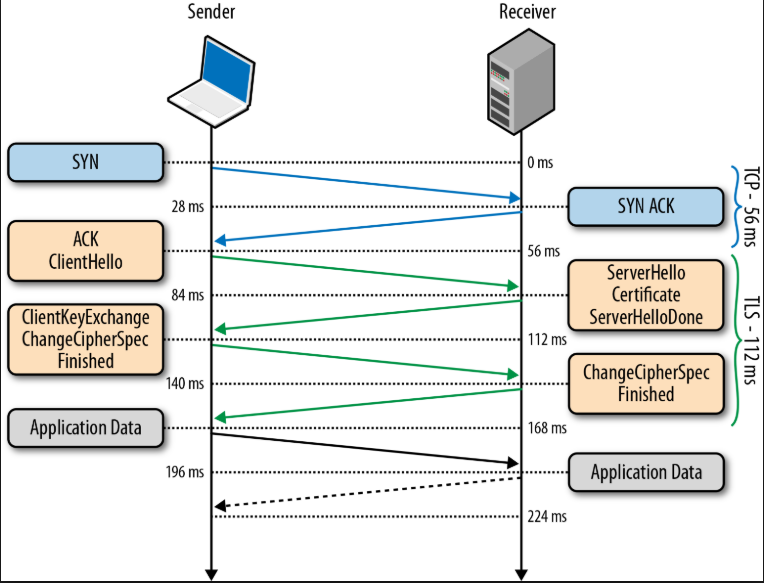 Sender
Receiver
SYN
0 ms
28 ms
SYN ACK
TCP - 56 ms
ACK
ClientHello
56 ms
84 ms
ServerHello
Certificate
ServerHelloDone
TLS - 112 ms
ClientKeyExchange
ChangeCipherSpec
Finished
112 ms
140 ms
ChangeCipherSpec
Finished
Application Data
168 ms
196 ms
Application Data
224 ms